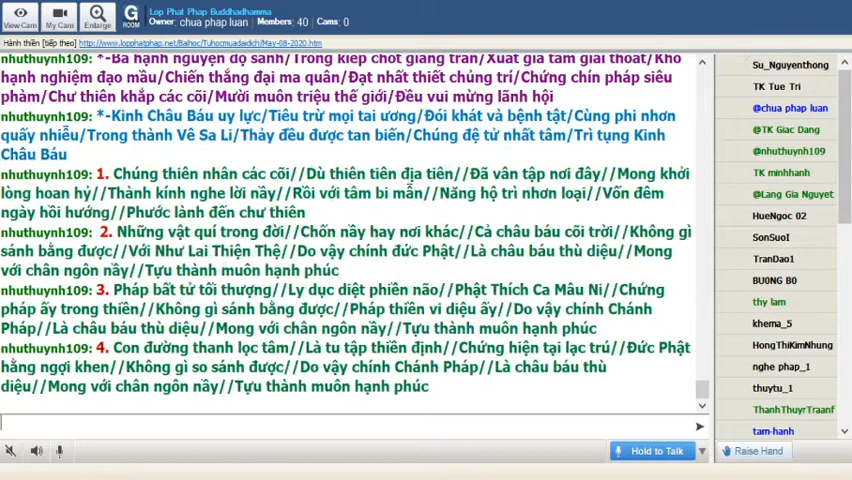 Lop Phat Phap Buddhadhamma
Owner: chua phap luan Members: 40 Cams: 0
View Cam
My Cam
Enlarge
G
ROOM
Hành thiền [tiếp theo] http://www.lopphatphap.net/Baihoc/Tuhocmuadaidich/May-08-2020.htm
nhuthuynh109: *-Ba hạnh nguyện độ sanh/Trong kiếp chót giáng trần/Xuất gia tầm giải thoát/Khổ
hạnh nghiệm đạo mầu/Chiến thắng đại ma quân/Đạt nhất thiết chủng trí/Chứng chín pháp siêu
phàm/Chư thiên khắp các cõi/Mười muôn triệu thế giới/Đều vui mừng lãnh hội
nhuthuynh109: *-Kinh Châu Báu uy lực/Tiêu trừ mọi tai ương/Đói khát và bệnh tật/Cùng phi nhơn
quấy nhiễu/Trong thành Vê Sa Li/Thảy đều được tan biến/Chúng đệ tử nhất tâm/Trì tụng Kinh
Châu Báu
nhuthuynh109: 1. Chúng thiên nhân các cõi//Dù thiên tiên địa tiên//Đã vân tập nơi đây//Mong khởi
lòng hoan hỷ//Thành kính nghe lời nầy//Rồi với tâm bi mẫn//Năng hộ trì nhơn loại//Vốn đêm
ngày hồi hướng//Phước lành đến chư thiên
nhuthuynh109: 2. Những vật quí trong đời//Chốn nầy hay nơi khác//Cả châu báu cõi trời//Không gì
sánh bằng được//Với Như Lai Thiện Thệ//Do vậy chính đức Phật//Là châu báu thù diệu//Mong
với chân ngôn nầy//Tựu thành muôn hạnh phúc
nhuthuynh109: 3. Pháp bất tử tối thượng//Ly dục diệt phiền não//Phật Thích Ca Mâu Ni//Chứng
pháp ấy trong thiền//Không gì sánh bằng được//Pháp thiền vi diệu ấy//Do vậy chính Chánh
Pháp//Là châu báu thù diệu//Mong với chân ngôn nầy//Tựu thành muôn hạnh phúc
nhuthuynh109: 4. Con đường thanh lọc tâm//Là tu tập thiền định//Chứng hiện tại lạc trú//Đức Phật
hằng ngợi khen//Không gì so sánh được//Do vậy chính Chánh Pháp//Là châu báu thù
diệu//Mong với chân ngôn nầy//Tựu thành muôn hạnh phúc
Su_Nguyenthong
TK Tue Tri
@chua phap luan
@TK Giac Dang
@nhuthuynh109
TK minhhanh
@Lang Gia Nguyet
HueNgoc 02
SonSuoI
TranDao1
BU0NG B0
thy lam
khema_5
HongThiKimNhung
nghe phap_1
thuytu_1
ThanhThuyrTraanf
tam-hanh
Hold to Talk
Raise Hand